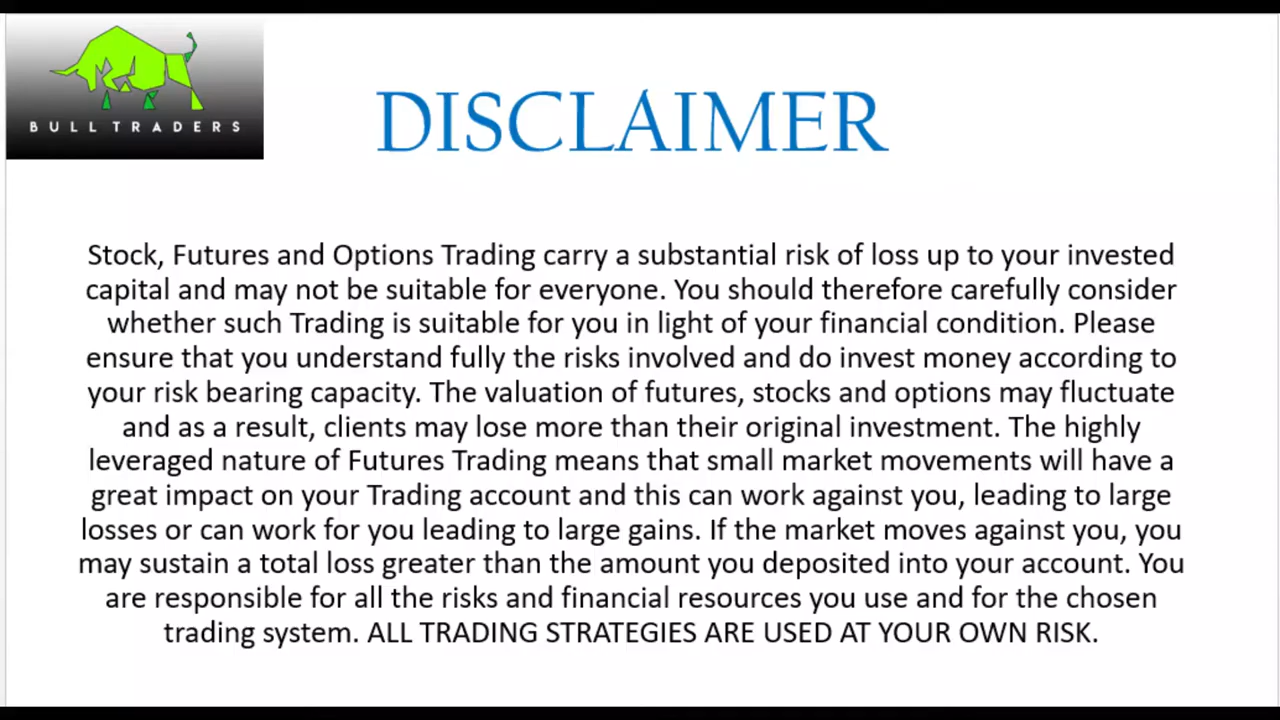 BULL TRADERS
DISCLAIMER
Stock, Futures and Options Trading carry a substantial risk of loss up to your invested
capital and may not be suitable for everyone. You should therefore carefully consider
whether such Trading is suitable for you in light of your financial condition. Please
ensure that you understand fully the risks involved and do invest money according to
your risk bearing capacity. The valuation of futures, stocks and options may fluctuate
and as a result, clients may lose more than their original investment. The highly
leveraged nature of Futures Trading means that small market movements will have a
great impact on your Trading account and this can work against you, leading to large
losses or can work for you leading to large gains. If the market moves against you, you
may sustain a total loss greater than the amount you deposited into your account. You
are responsible for all the risks and financial resources you use and for the chosen
trading system. ALL TRADING STRATEGIES ARE USED AT YOUR OWN RISK.